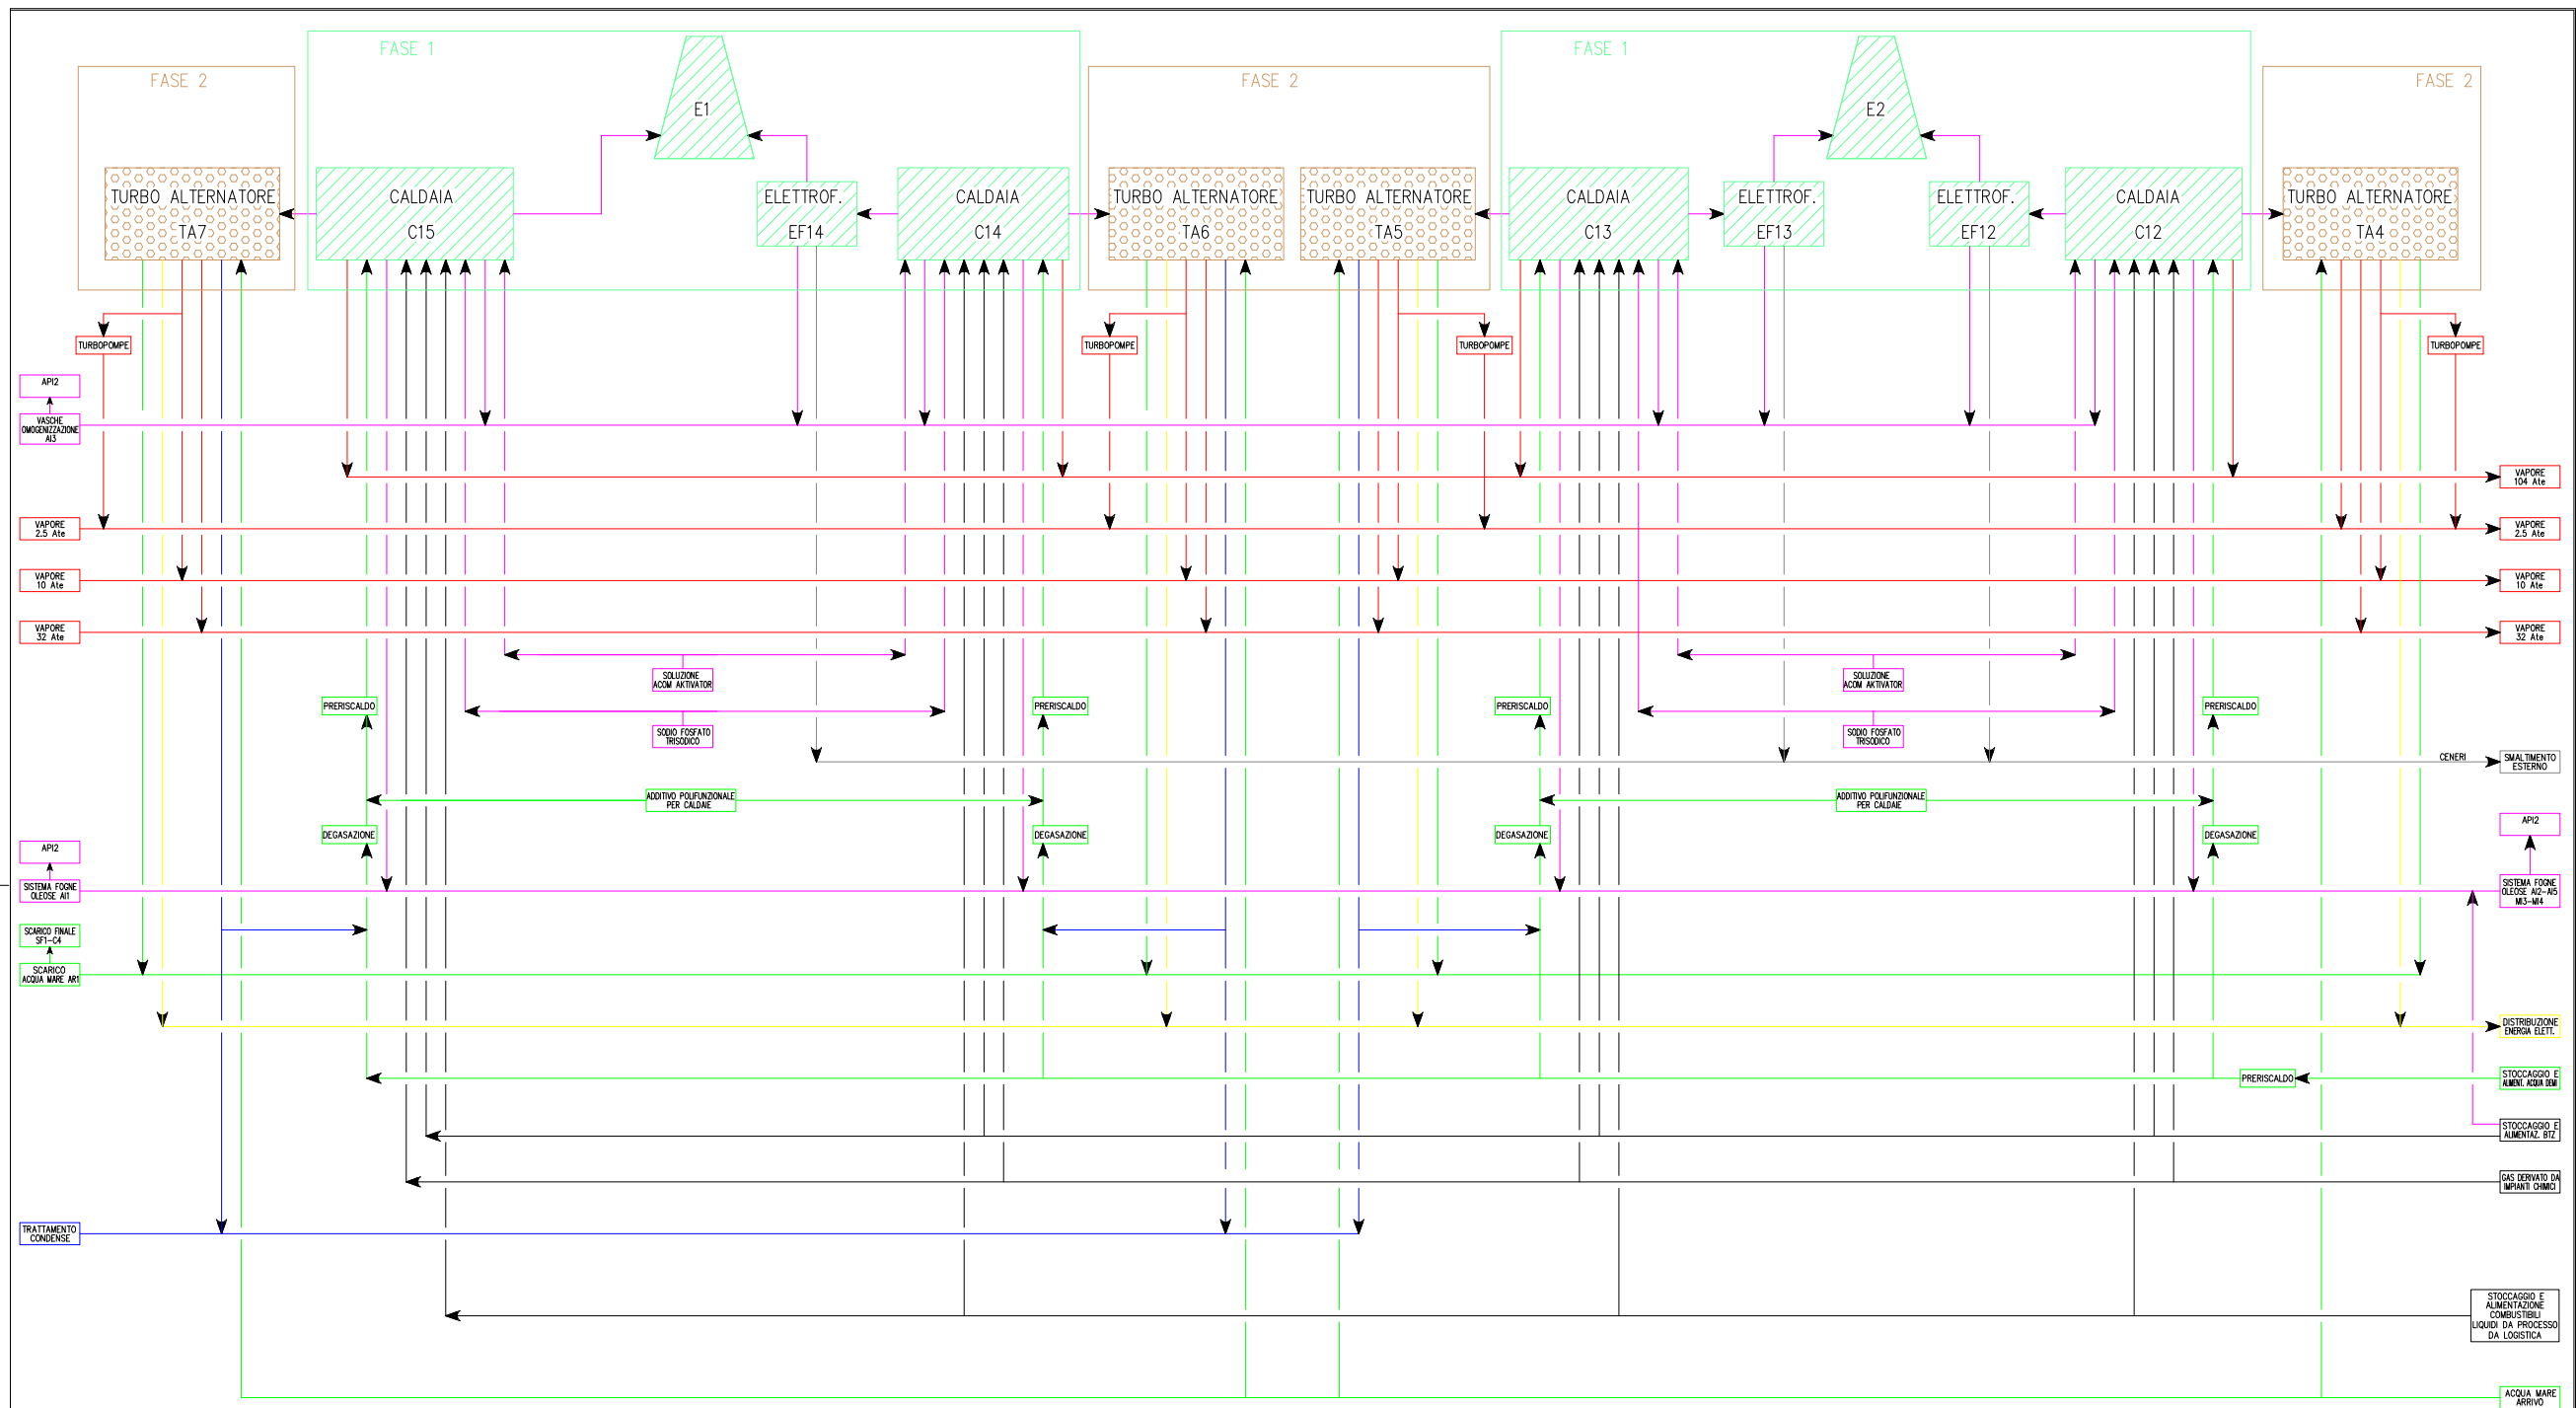 FASE 1
FASE 1
FASE 2
FASE 2
FASE 2
E1
E2
TURBO ALTERNATORE
TA7
CALDAIA
C15
ELETTROF.
EF14
CALDAIA
C14
TURBO ALTERNATORE
TA6
TURBO ALTERNATORE
TA5
CALDAIA
C13
ELETTROF.
EF13
ELETTROF.
EF12
CALDAIA
C12
TURBO ALTERNATORE
TA4
TURBOPOMPE
TURBOPOMPE
TURBOPOMPE
TURBOPOMPE
API2
VASCHE
OMOGENIZZAZIONE
AI3
VAPORE
104 Ate
VAPORE
2.5 Ate
VAPORE
2.5 Ate
VAPORE
10 Ate
VAPORE
10 Ate
VAPORE
32 Ate
VAPORE
32 Ate
SOLUZIONE
ACOM AKTIVATOR
SOLUZIONE
ACOM AKTIVATOR
PRERISCALDO
PRERISCALDO
PRERISCALDO
PRERISCALDO
SODIO FOSFATO
TRISODICO
SODIO FOSFATO
TRISODICO
CENERI
SMALTIMENTO
ESTERNO
ADDITIVO POLIFUNZIONALE
PER CALDAIE
ADDITIVO POLIFUNZIONALE
PER CALDAIE
DEGASAZIONE
DEGASAZIONE
DEGASAZIONE
DEGASAZIONE
API2
API2
SISTEMA FOGNE
OLEOSE AI1
SISTEMA FOGNE
OLEOSE AI2-AI5
MI3-MI4
SCARICO FINALE
SF1-C4
SCARICO
ACQUA MARE AR1
DISTRIBUZIONE
ENERGIA ELETT.
PRERISCALDO
STOCCAGGIO E
ALIMENT. ACQUA DEMI
STOCCAGGIO E
ALIMENTAZ. BTZ
GAS DERIVATO DA
IMPIANTI CHIMICI
TRATTAMENTO
CONDENSE
STOCCAGGIO E
ALIMENTAZIONE
COMBUSTIBILI
LIQUIDI DA PROCESSO
DA LOGISTICA
ACQUA MARE
ARRIVO